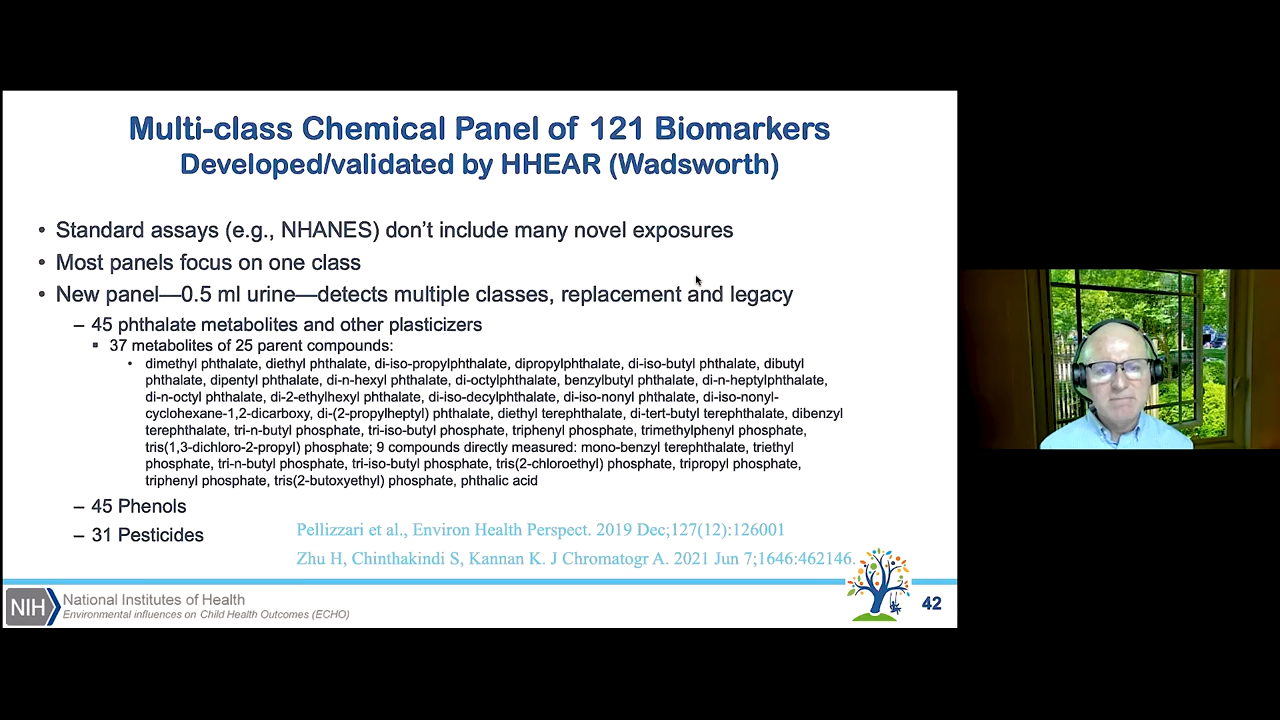 Multi-class Chemical Panel of 121 Biomarkers
Developed/validated by HHEAR (Wadsworth)
• Standard assays (e.g., NHANES) don't include many novel exposures
• Most panels focus on one class
• New panel—0.5 ml urine—detects multiple classes, replacement and legacy
– 45 phthalate metabolites and other plasticizers
▪ 37 metabolites of 25 parent compounds:
• dimethyl phthalate, diethyl phthalate, di-iso-propylphthalate, dipropylphthalate, di-iso-butyl phthalate, dibutyl
phthalate, dipentyl phthalate, di-n-hexyl phthalate, di-octylphthalate, benzylbutyl phthalate, di-n-heptylphthalate,
di-n-octyl phthalate, di-2-ethylhexyl phthalate, di-iso-decylphthalate, di-iso-nonyl phthalate, di-iso-nonyl-
cyclohexane-1,2-dicarboxy, di-(2-propylheptyl) phthalate, diethyl terephthalate, di-tert-butyl terephthalate, dibenzyl
terephthalate, tri-n-butyl phosphate, tri-iso-butyl phosphate, triphenyl phosphate, trimethylphenyl phosphate,
tris(1,3-dichloro-2-propyl) phosphate; 9 compounds directly measured: mono-benzyl terephthalate, triethyl
phosphate, tri-n-butyl phosphate, tri-iso-butyl phosphate, tris(2-chloroethyl) phosphate, tripropyl phosphate,
triphenyl phosphate, tris(2-butoxyethyl) phosphate, phthalic acid
– 45 Phenols
– 31 Pesticides
Pellizzari et al., Environ Health Perspect. 2019 Dec;127(12):126001
Zhu H, Chinthakindi S, Kannan K. J Chromatogr A. 2021 Jun 7;1646:462146.
NIH National Institutes of Health
Environmental influences on Child Health Outcomes (ECHO)
42